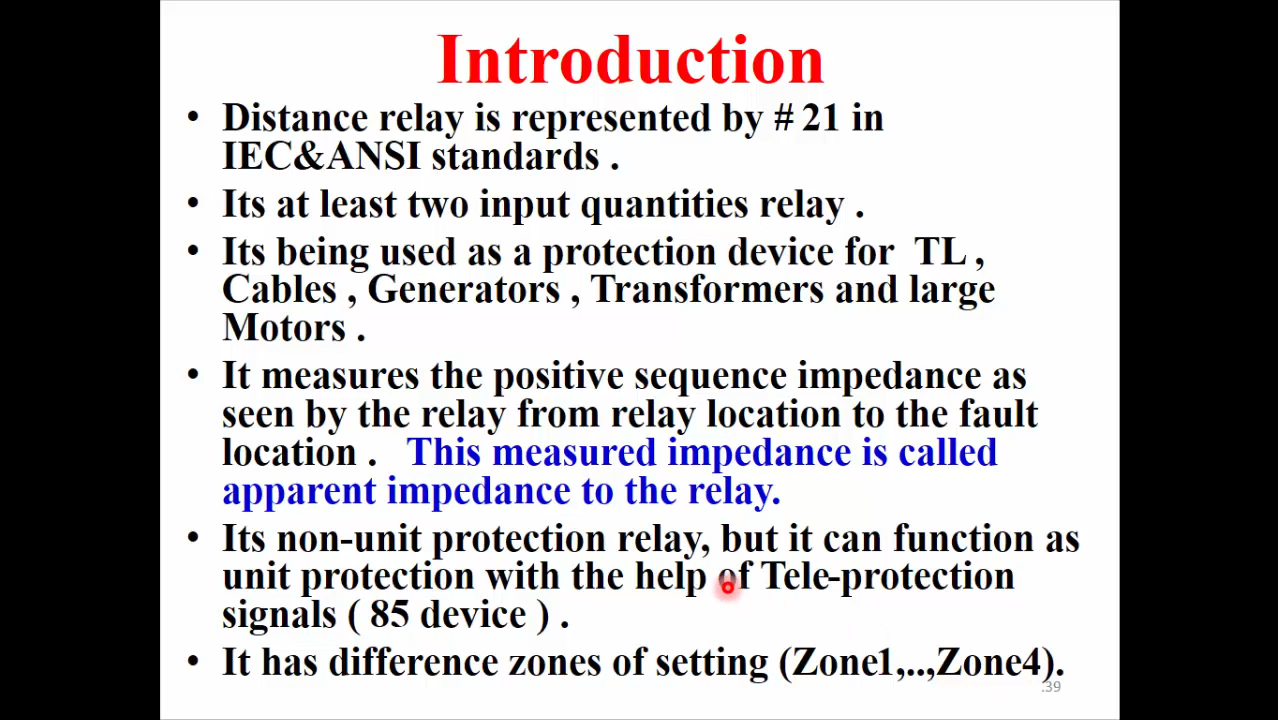 Introduction
• Distance relay is represented by # 21 in
IEC&ANSI standards .
• Its at least two input quantities relay .
• Its being used as a protection device for TL ,
Cables , Generators , Transformers and large
Motors .
• It measures the positive sequence impedance as
seen by the relay from relay location to the fault
location . This measured impedance is called
apparent impedance to the relay.
• Its non-unit protection relay, but it can function as
unit protection with the help of Tele-protection
signals ( 85 device ) .
• It has difference zones of setting (Zone1,..,Zone4).
.39